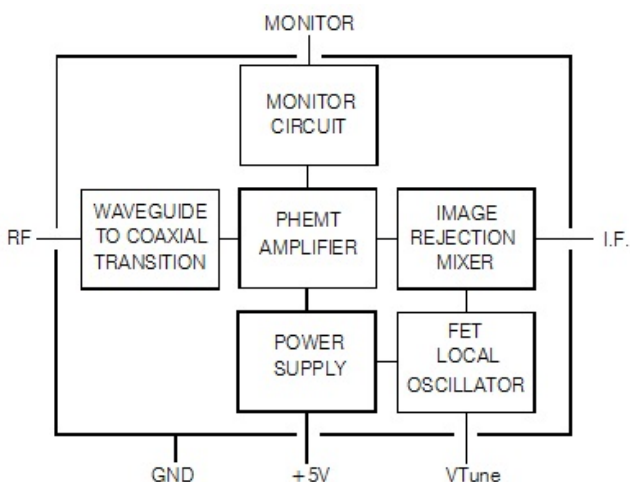 MONITOR
MONITOR
CIRCUIT
RF
WAVEGUIDE
TO COAXIAL
TRANSITION
PHEMT
AMPLIFIER
IMAGE
REJECTION
MIXER
I.F.
POWER
SUPPLY
FET
LOCAL
OSCILLATOR
GND
+5V
VTune